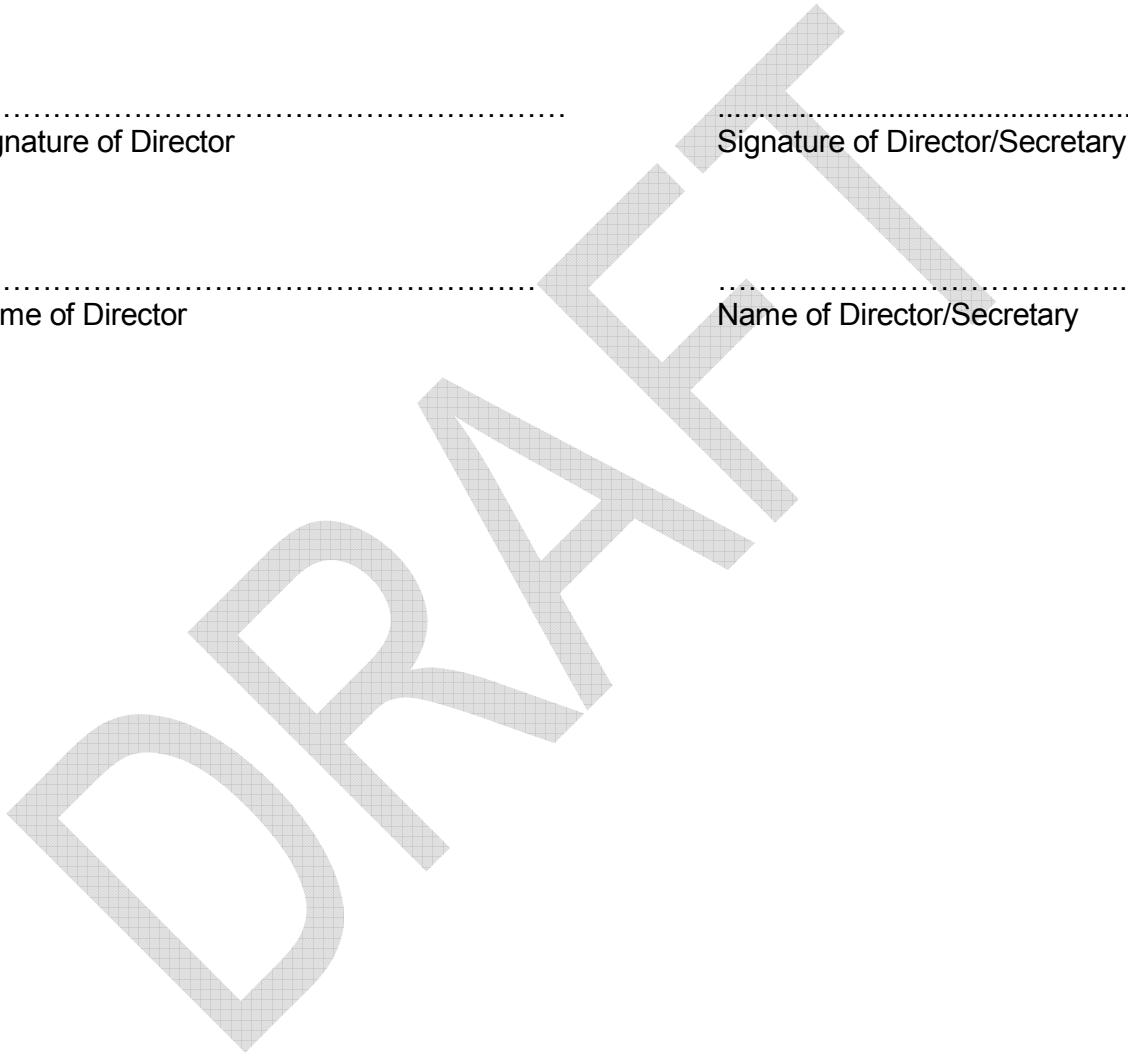 …………………………………………………… ..................................................
gnature of Director Signature of Director/Secretary
………………………………………………… …………………………………..
me of Director Name of Director/Secretary
DRAFT